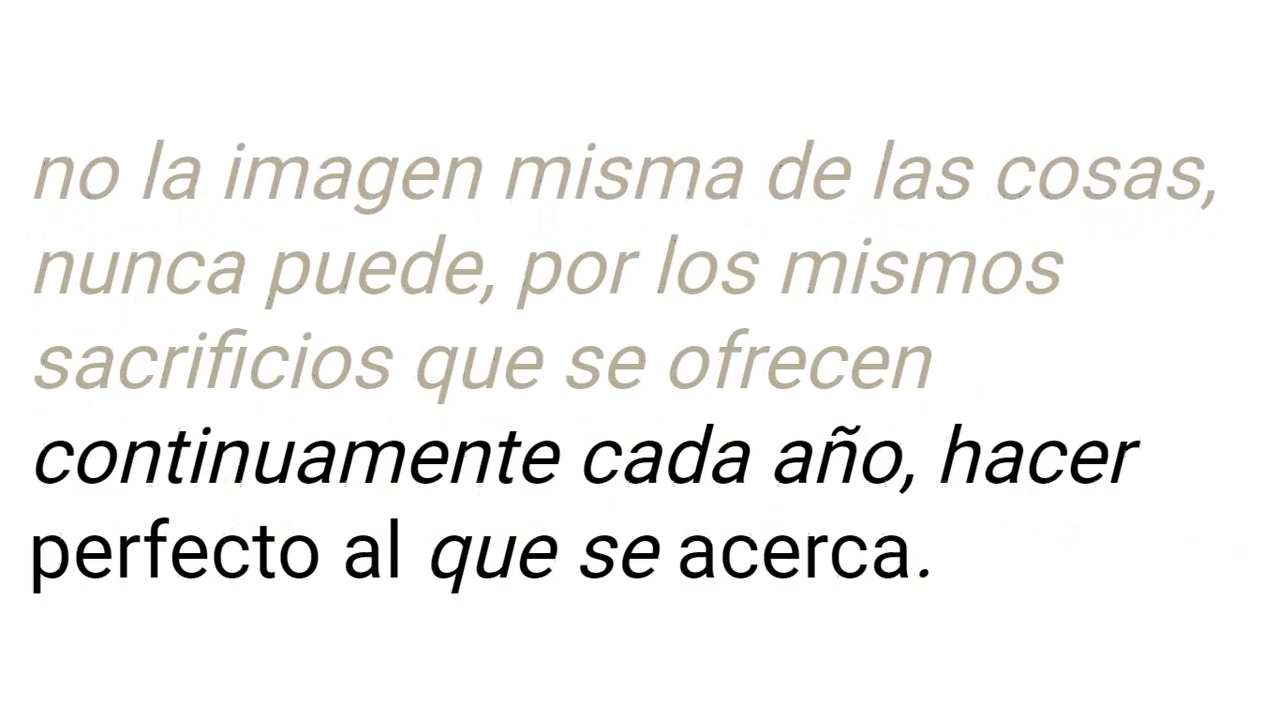 no la imagen misma de las cosas,
nunca puede, por los mismos
sacrificios que se ofrecen
continuamente cada año, hacer
perfecto al que se acerca.